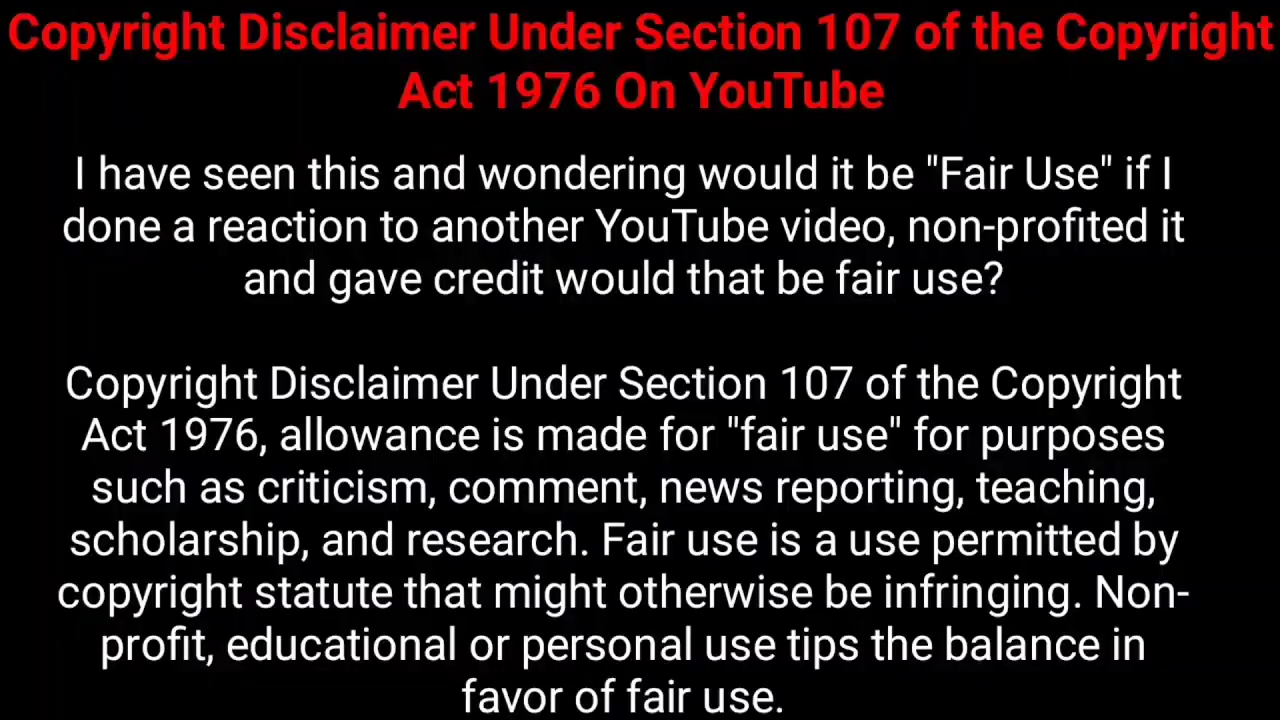 Copyright Disclaimer Under Section 107 of the Copyright
Act 1976 On YouTube
I have seen this and wondering would it be "Fair Use" if I
done a reaction to another YouTube video, non-profited it
and gave credit would that be fair use?
Copyright Disclaimer Under Section 107 of the Copyright
Act 1976, allowance is made for "fair use" for purposes
such as criticism, comment, news reporting, teaching,
scholarship, and research. Fair use is a use permitted by
copyright statute that might otherwise be infringing. Non-
profit, educational or personal use tips the balance in
favor of fair use.